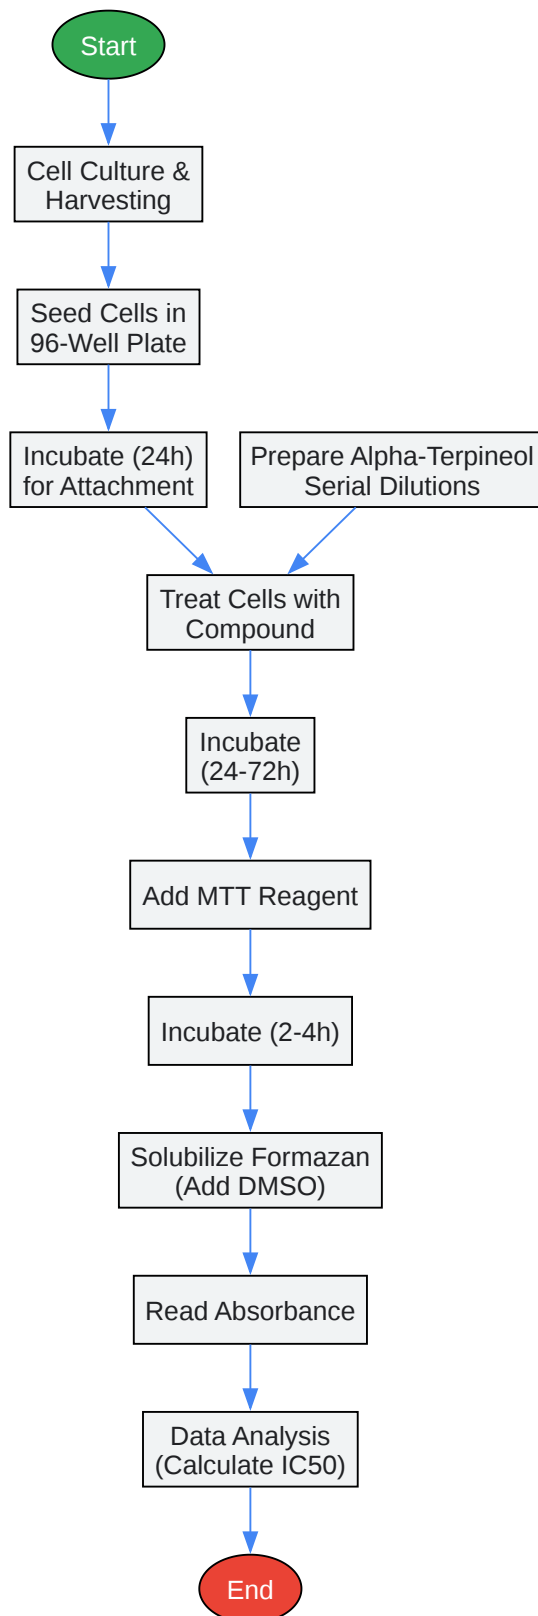 Start
Cell Culture &
Harvesting
Seed Cells in
96-Well Plate
Incubate (24h)
for Attachment
Prepare Alpha-Terpineol
Serial Dilutions
Treat Cells with
Compound
Incubate
(24-72h)
Add MTT Reagent
Incubate (2-4h)
Solubilize Formazan
(Add DMSO)
Read Absorbance
Data Analysis
(Calculate IC50)
End